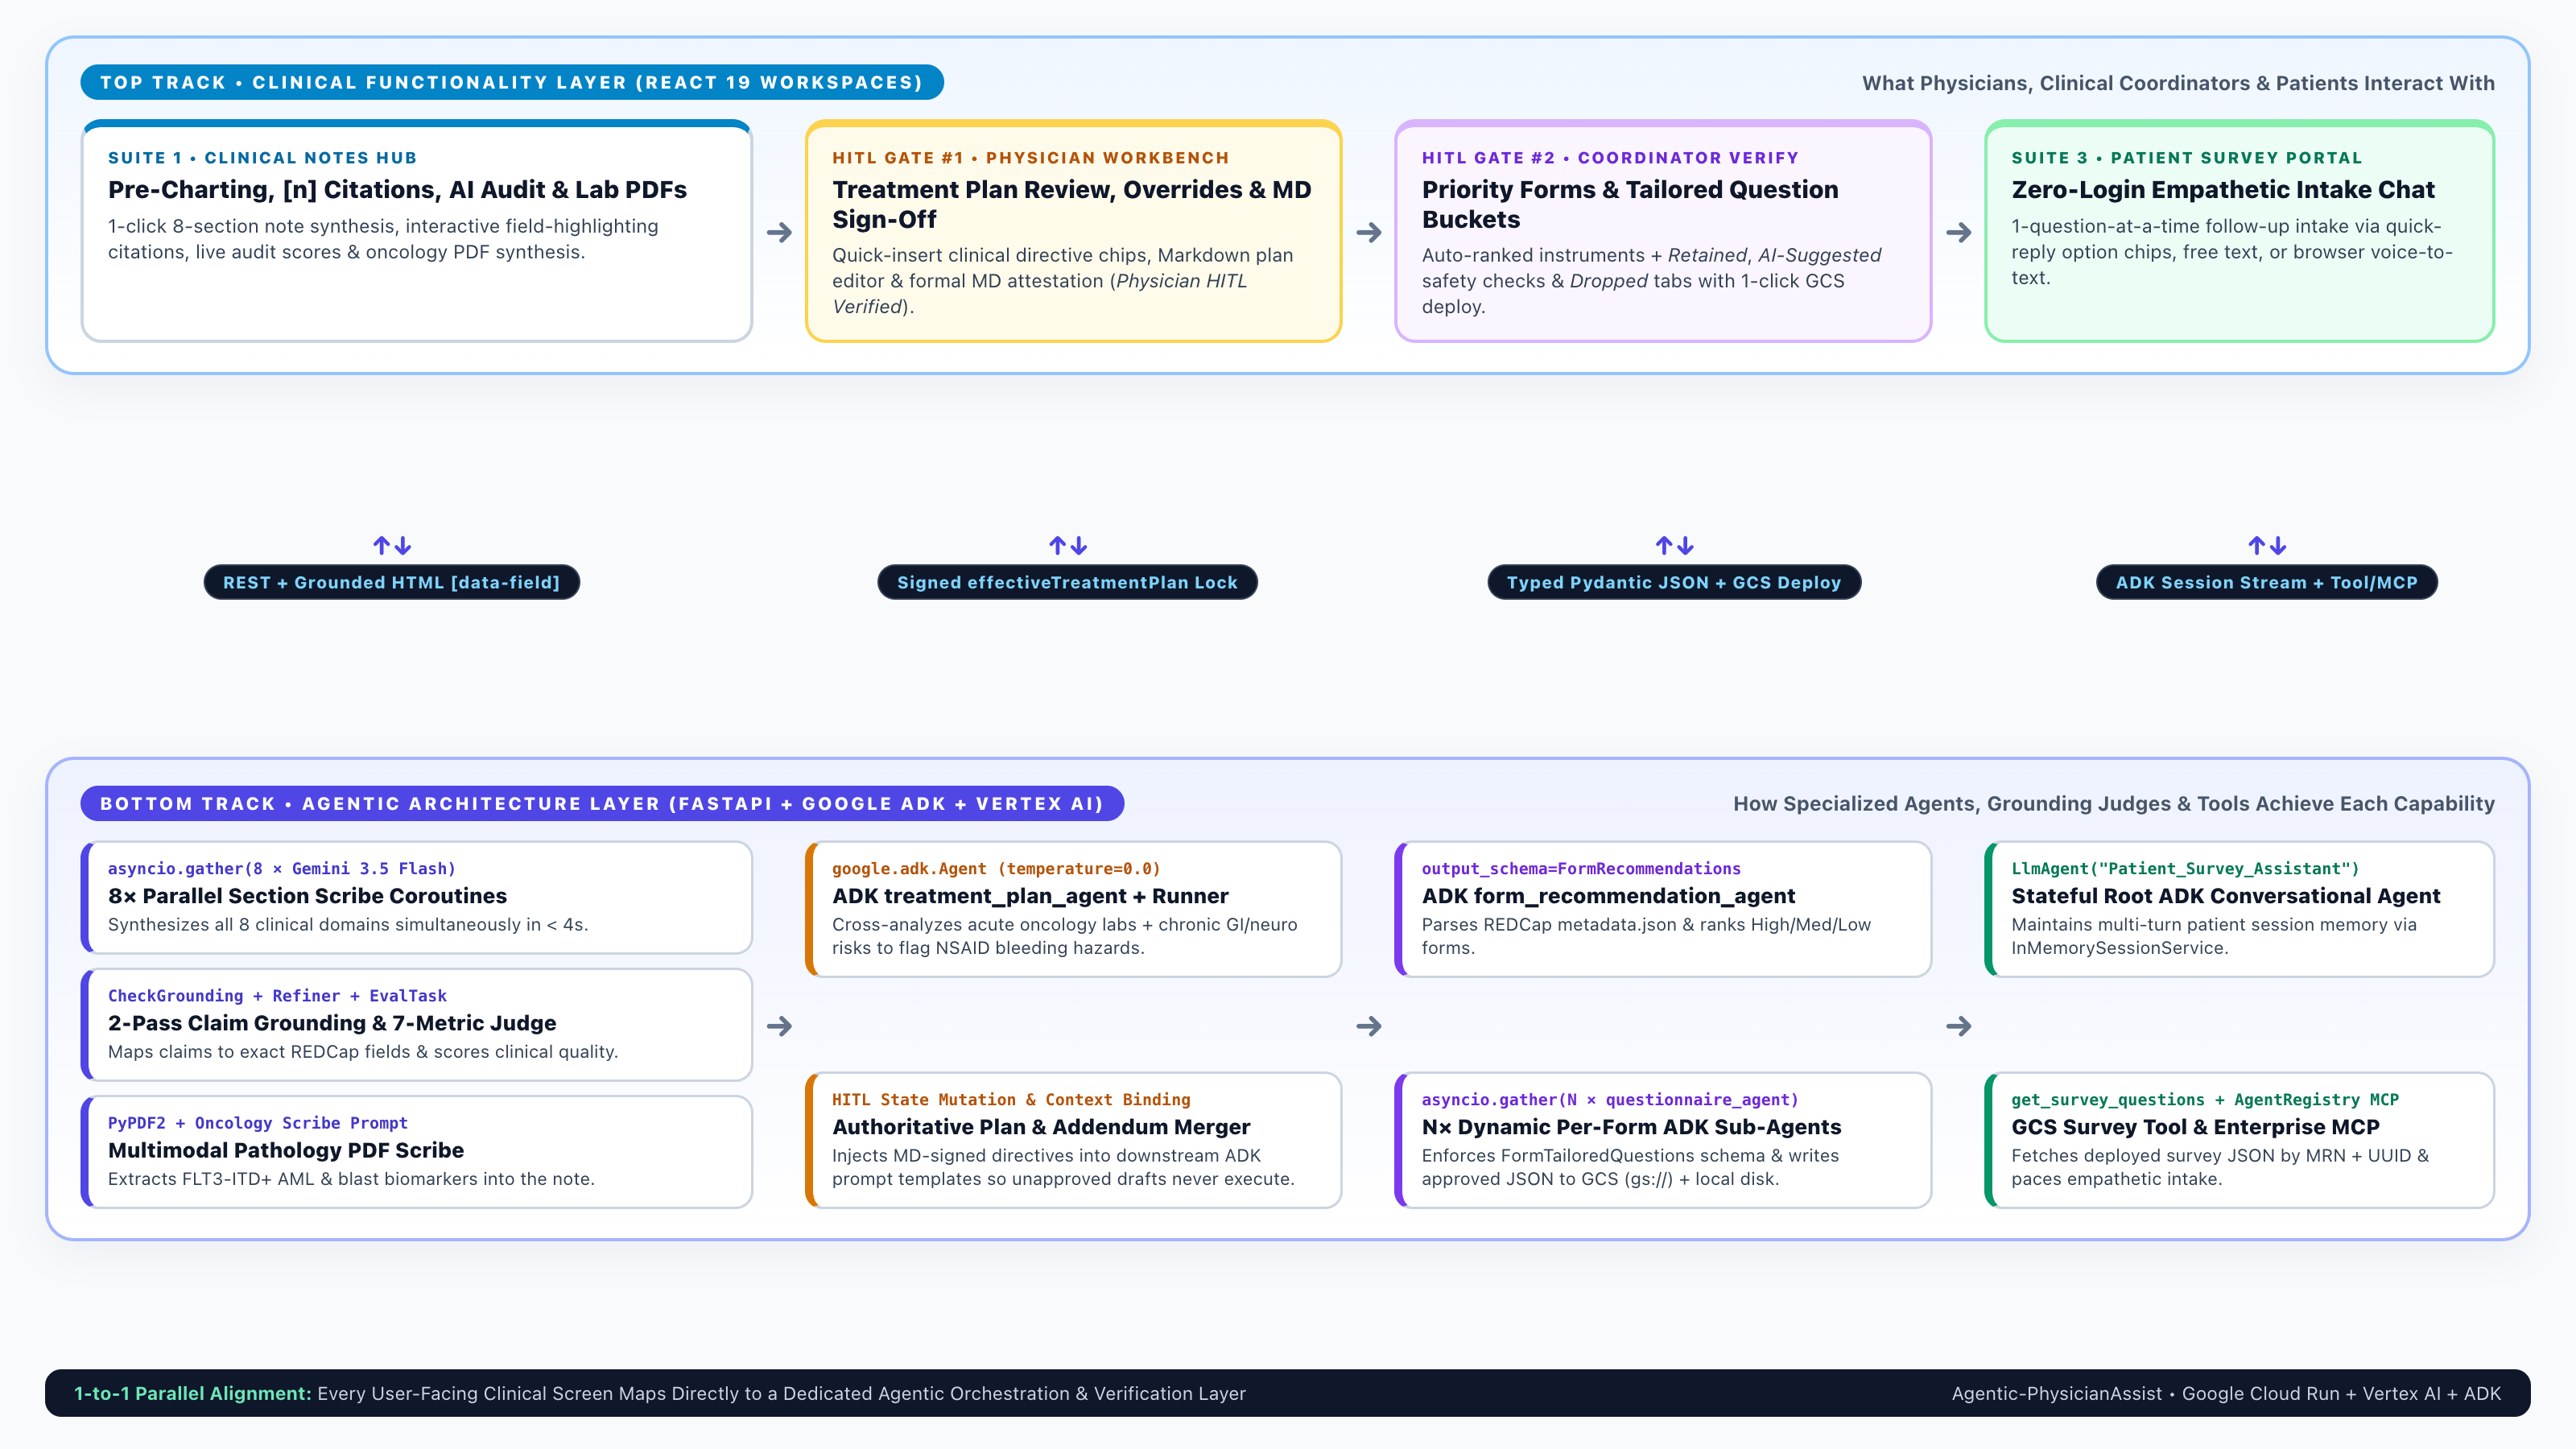 TOP TRACK • CLINICAL FUNCTIONALITY LAYER (REACT 19 WORKSPACES)
What Physicians, Clinical Coordinators & Patients Interact With
SUITE 1 • CLINICAL NOTES HUB
Pre-Charting, [n] Citations, AI Audit & Lab PDFs
1-click 8-section note synthesis, interactive field-highlighting
citations, live audit scores & oncology PDF synthesis.
→
HITL GATE #1 • PHYSICIAN WORKBENCH
Treatment Plan Review, Overrides & MD
Sign-Off
Quick-insert clinical directive chips, Markdown plan
editor & formal MD attestation (Physician HITL
Verified).
→
HITL GATE #2 • COORDINATOR VERIFY
Priority Forms & Tailored Question
Buckets
Auto-ranked instruments + Retained, AI-Suggested
safety checks & Dropped tabs with 1-click GCS
deploy.
→
SUITE 3 • PATIENT SURVEY PORTAL
Zero-Login Empathetic Intake Chat
1-question-at-a-time follow-up intake via quick-
reply option chips, free text, or browser voice-to-
text.
↑↓
REST + Grounded HTML [data-field]
↑↓
Signed effectiveTreatmentPlan Lock
↑↓
Typed Pydantic JSON + GCS Deploy
↑↓
ADK Session Stream + Tool/MCP
BOTTOM TRACK • AGENTIC ARCHITECTURE LAYER (FASTAPI + GOOGLE ADK + VERTEX AI)
How Specialized Agents, Grounding Judges & Tools Achieve Each Capability
asyncio.gather(8 × Gemini 3.5 Flash)
8× Parallel Section Scribe Coroutines
Synthesizes all 8 clinical domains simultaneously in < 4s.
CheckGrounding + Refiner + EvalTask
2-Pass Claim Grounding & 7-Metric Judge
Maps claims to exact REDCap fields & scores clinical quality.
PyPDF2 + Oncology Scribe Prompt
Multimodal Pathology PDF Scribe
Extracts FLT3-ITD+ AML & blast biomarkers into the note.
→
google.adk.Agent (temperature=0.0)
ADK treatment_plan_agent + Runner
Cross-analyzes acute oncology labs + chronic GI/neuro
risks to flag NSAID bleeding hazards.
HITL State Mutation & Context Binding
Authoritative Plan & Addendum Merger
Injects MD-signed directives into downstream ADK
prompt templates so unapproved drafts never execute.
→
output_schema=FormRecommendations
ADK form_recommendation_agent
Parses REDCap metadata.json & ranks High/Med/Low
forms.
asyncio.gather(N × questionnaire_agent)
N× Dynamic Per-Form ADK Sub-Agents
Enforces FormTailoredQuestions schema & writes
approved JSON to GCS (gs://) + local disk.
→
LlmAgent("Patient_Survey_Assistant")
Stateful Root ADK Conversational Agent
Maintains multi-turn patient session memory via
InMemorySessionService.
get_survey_questions + AgentRegistry MCP
GCS Survey Tool & Enterprise MCP
Fetches deployed survey JSON by MRN + UUID &
paces empathetic intake.
1-to-1 Parallel Alignment: Every User-Facing Clinical Screen Maps Directly to a Dedicated Agentic Orchestration & Verification Layer
Agentic-PhysicianAssist • Google Cloud Run + Vertex AI + ADK